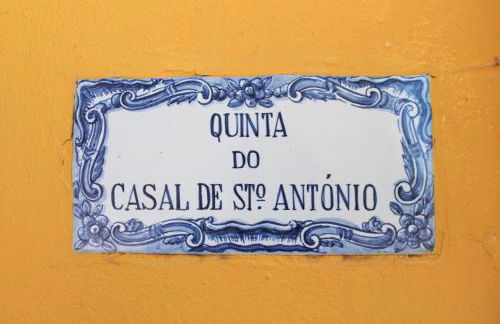 QUINTA
DO
CASAL DE STº ANTÓNIO